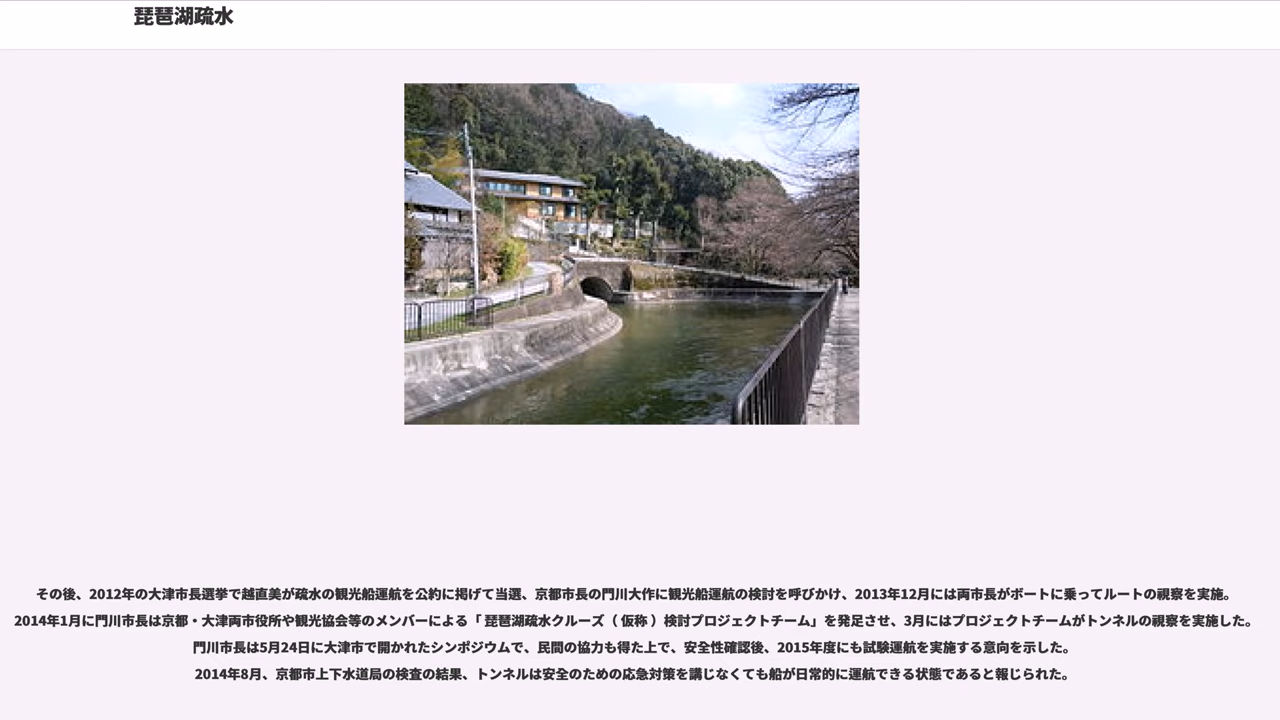 琵琶湖疏水
その後、2012年の大津市長選挙で越直美が疏水の観光船運航を公約に掲げて当選、京都市長の門川大作に観光船運航の検討を呼びかけ、2013年12月には両市長がボートに乗ってルートの視察を実施。
2014年1月に門川市長は京都・大津両市役所や観光協会等のメンバーによる「 琵琶湖疏水クルーズ（ 仮称 ）検討プロジェクトチーム」を発足させ、3月にはプロジェクトチームがトンネルの視察を実施した。
門川市長は5月24日に大津市で開かれたシンポジウムで、民間の協力も得た上で、安全性確認後、2015年度にも試験運航を実施する意向を示した。
2014年8月、京都市上下水道局の検査の結果、トンネルは安全のための応急対策を講じなくても船が日常的に運航できる状態であると報じられた。